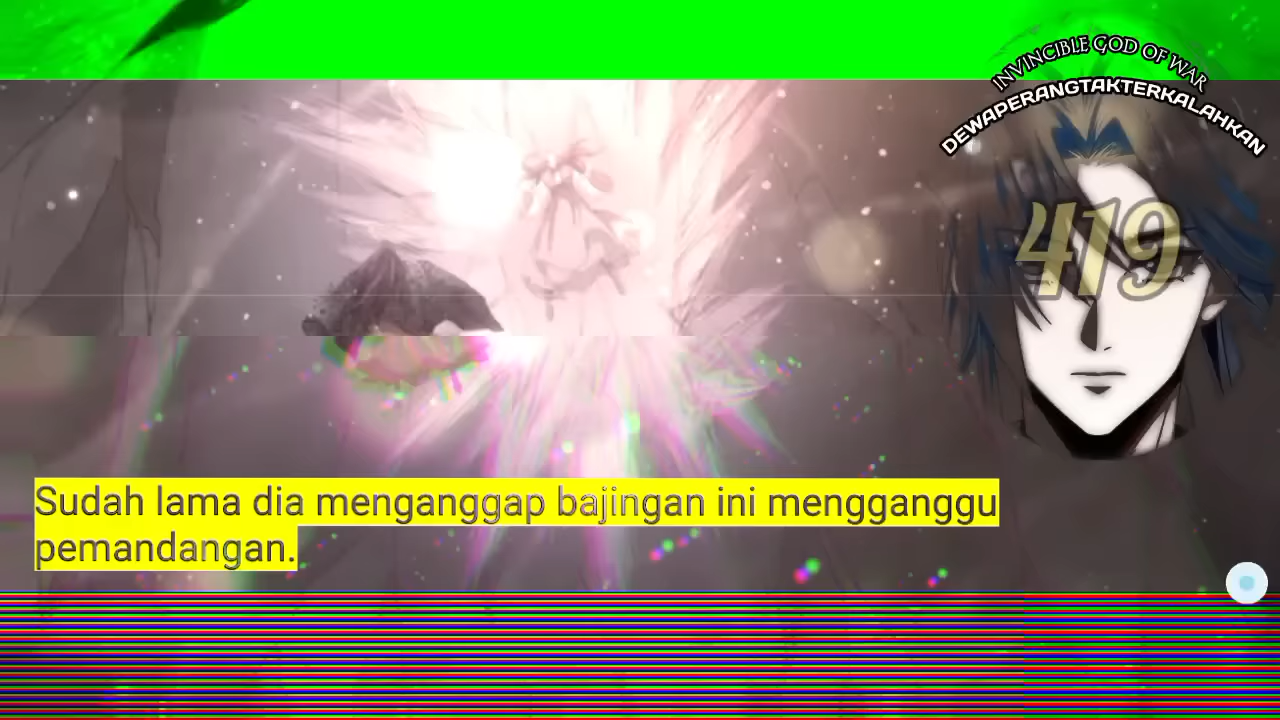 INVINCIBLE GOD OF WAR
DEWAPERANGTAKTERKALAHKAN
419
Sudah lama dia menganggap bajingan ini mengganggu
pemandangan.